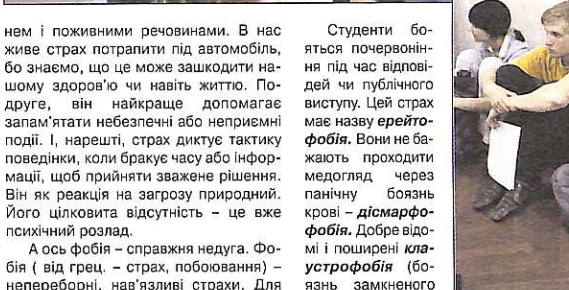 нем і поживними речовинами. В нас
живе страх потрапити під автомобіль,
бо знаємо, що це може зашкодити на-
шому здоров'ю чи навіть життю. По-
друге, він найкраще допомагає
запам'ятати небезпечні або неприємні
події. І, нарешті, страх диктує тактику
поведінки, коли бракує часу або інфор-
мації, щоб прийняти зважене рішення.
Він як реакція на загрозу природний.
Його цілковита відсутність – це вже
психічний розлад.
А ось фобія – справжня недуга. Фо-
бія ( від грец. – страх, побоювання) –
непереборні, нав'язливі страхи. Для
Студенти бо-
яться почервонін-
ня під час відпові-
дей чи публічного
виступу. Цей страх
має назву ерейто-
фобія. Вони не ба-
жають проходити
медогляд через
панічну боязнь
крові – дісмарфо-
фобія. Добре відо-
мі і поширені кла-
устрофобія (бо-
язнь замкненого